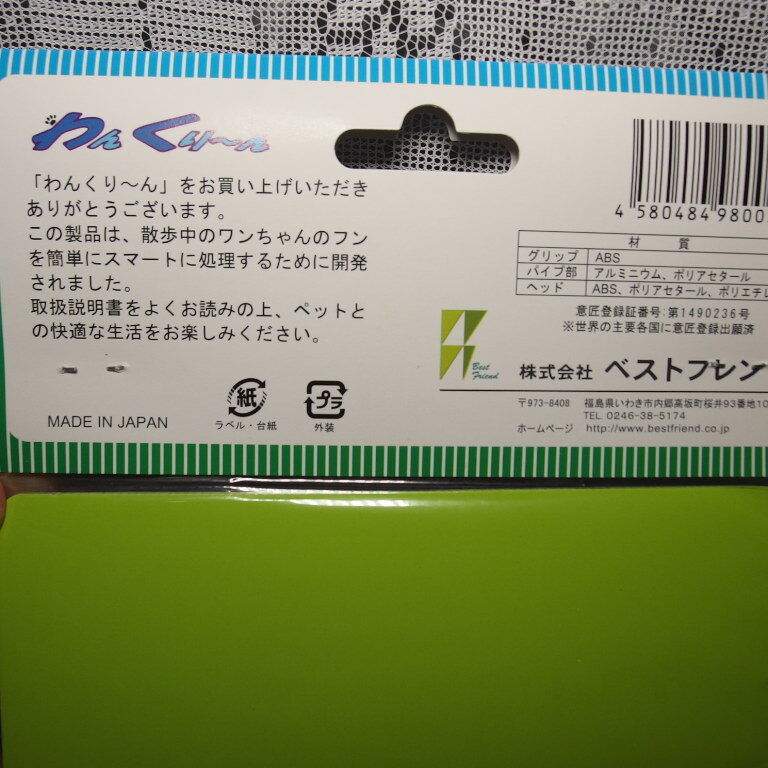 わんくり～ん
「わんくり～ん」をお買い上げいただき
ありがとうございます。
この製品は、散歩中のワンちゃんのフン
を簡単にスマートに処理するために開発
されました。
取扱説明書をよくお読みの上、ペットと
の快適な生活をお楽しみください。
MADE IN JAPAN
紙
ラベル・台紙
プラ
外装
4 580484 9800
材 質
グリップ ABS
パイプ部 アルミニウム、ポリアセタール
ヘッド ABS、ポリアセタール、ポリエチレ
意匠登録証番号:第1490236号
※世界の主要各国に意匠登録出願済
Best
Friend
株式会社 ベストフレン
〒973-8408 福島県いわき市内郷高坂町桜井93番地10
TEL 0246-38-5174
ホームページ http://www.bestfriend.co.jp